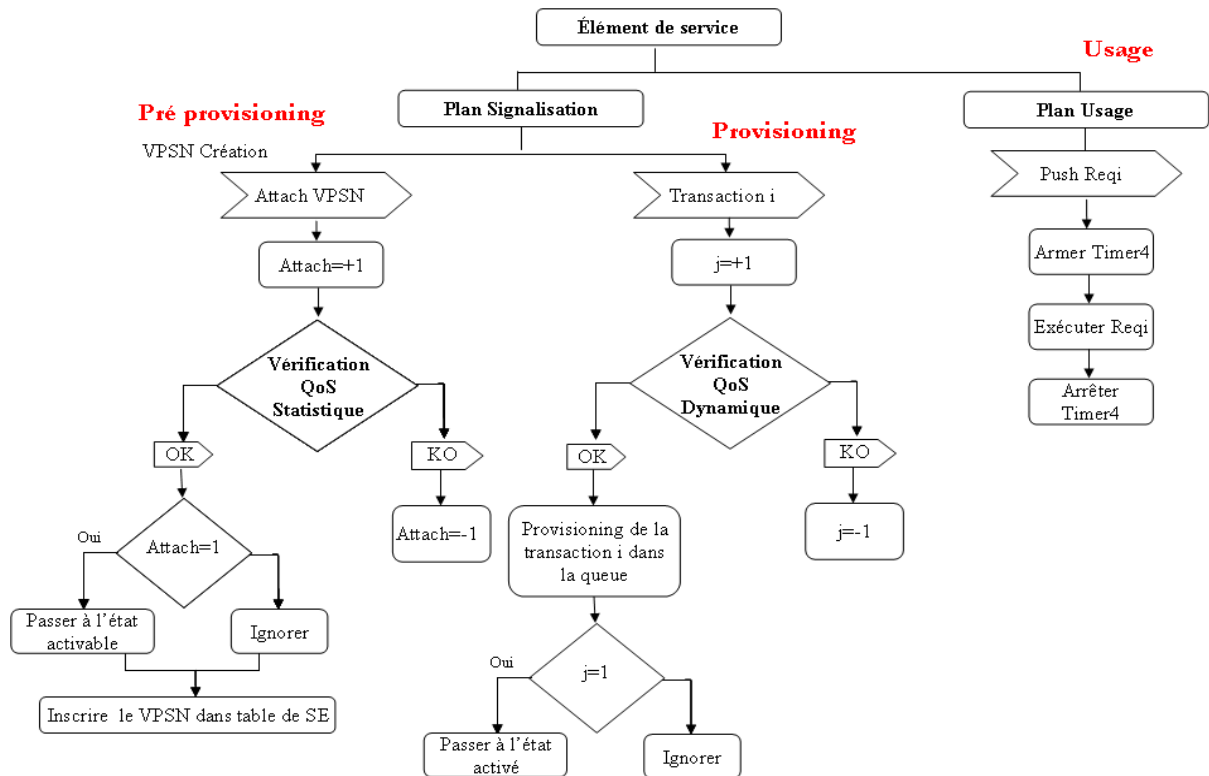 Élément de service
Usage
Plan Signalisation
Plan Usage
Pré provisioning
Provisioning
VPSN Création
Attach VPSN
Transaction i
Push Reqi
Attach=+1
j=+1
Armer Timer4
Exécuter Reqi
Vérification
QoS
Statistique
Vérification
QoS
Dynamique
Arrêter
Timer4
OK
KO
OK
KO
Attach=-1
Provisioning de la
transaction i dans
la queue
j=-1
Oui
Attach=1
Passer à l'état
activable
Ignorer
Oui
j=1
Inscrire le VPSN dans table de SE
Passer à l'état
activé
Ignorer